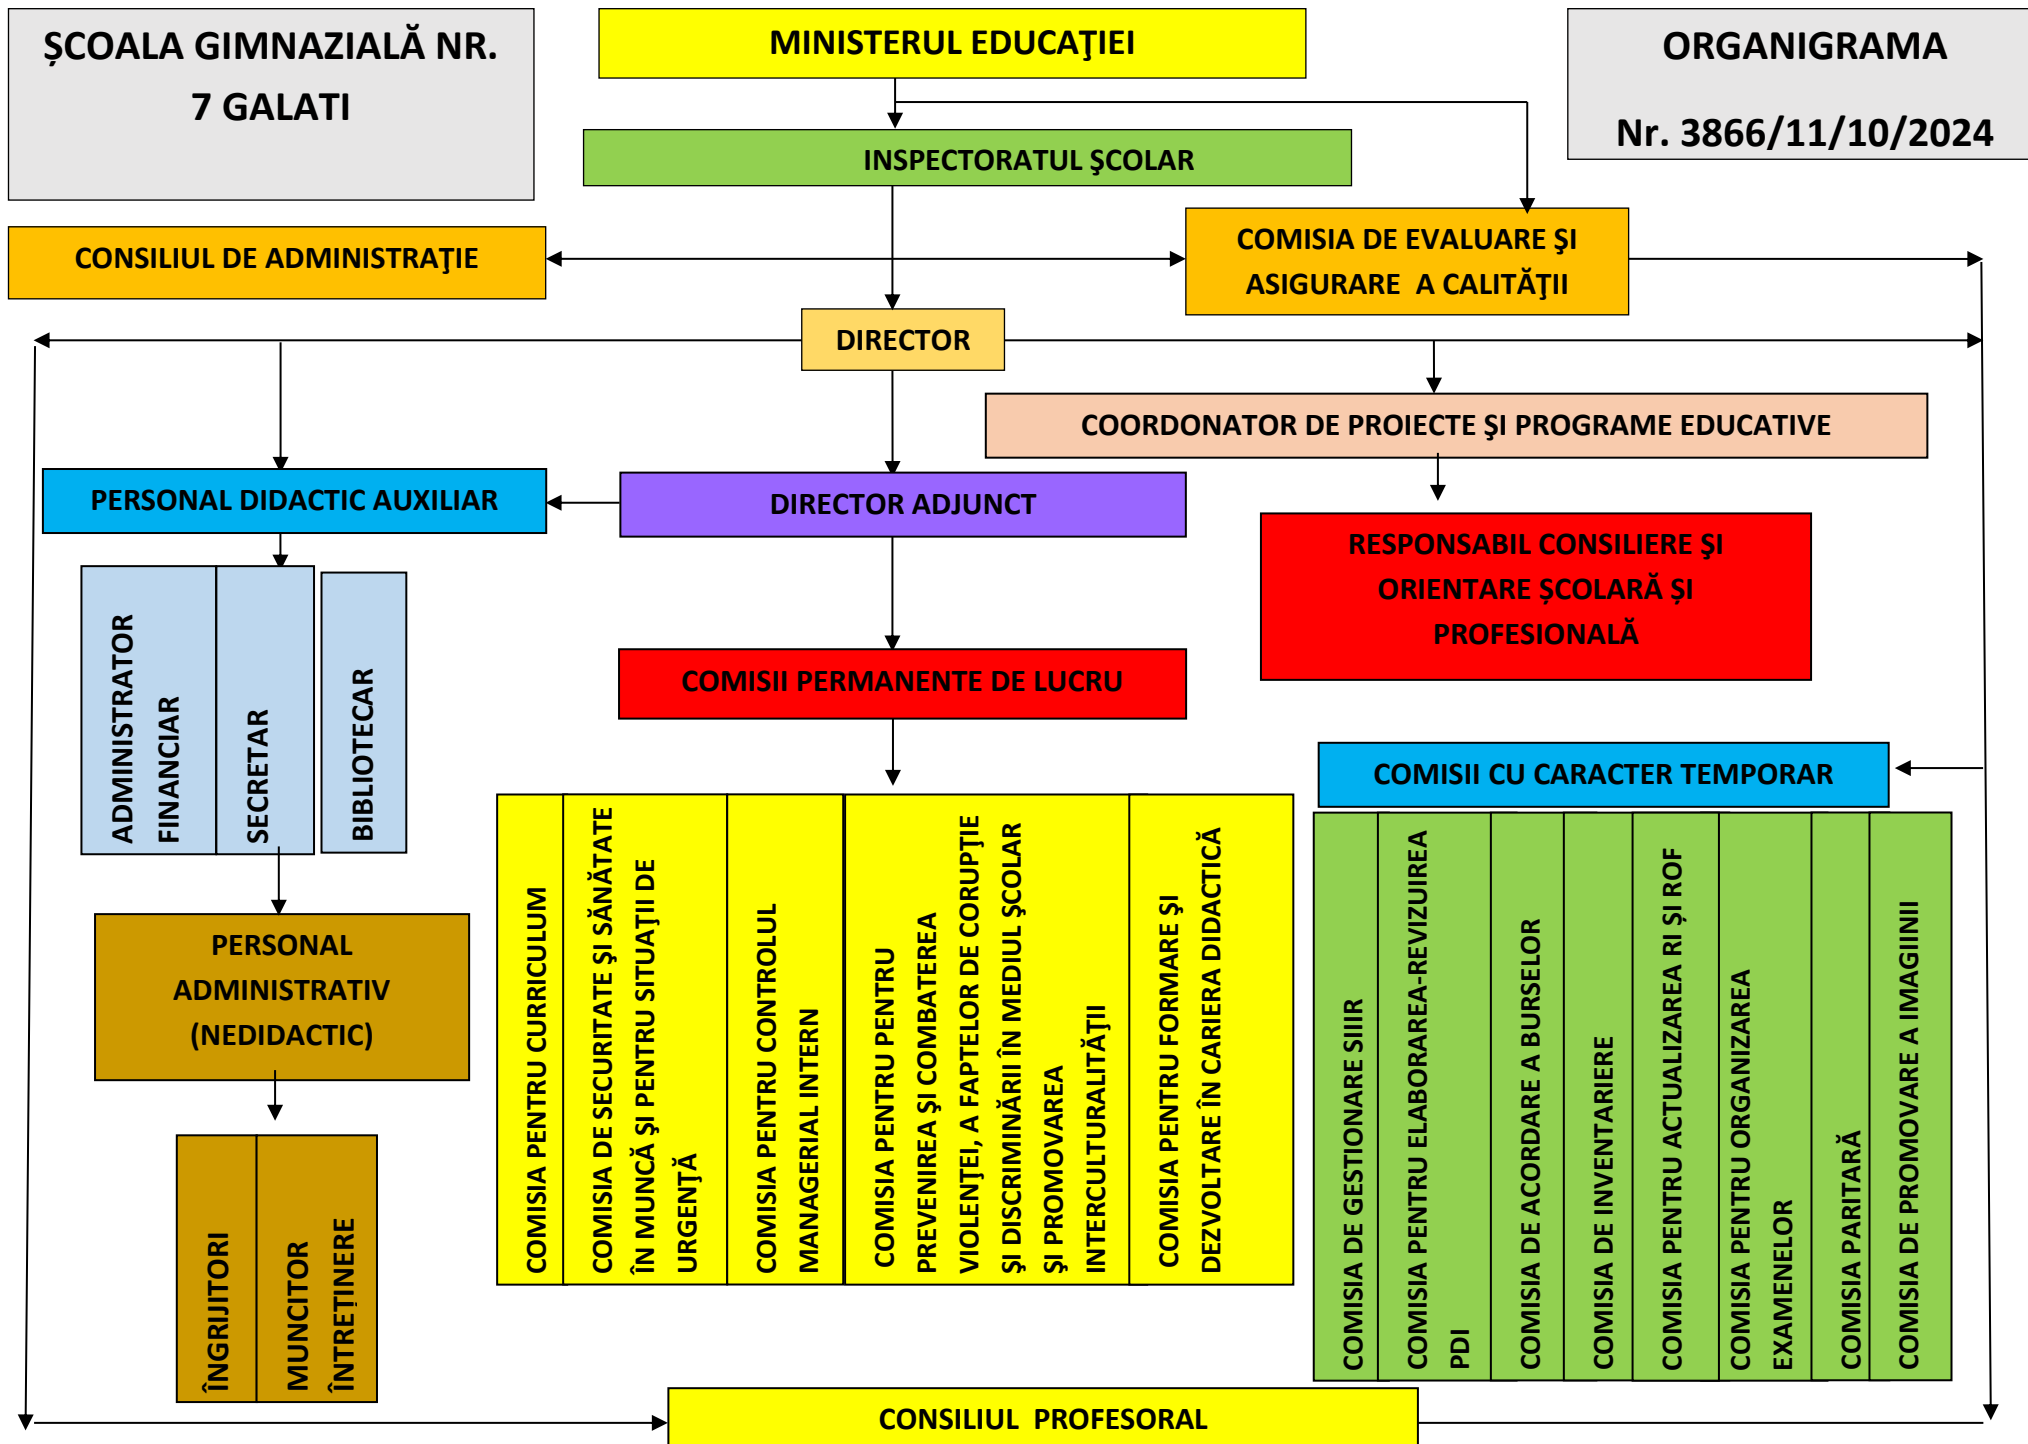 ȘCOALA GIMNAZIALĂ NR.
7 GALATI
MINISTERUL EDUCAŢIEI
ORGANIGRAMA
Nr. 3866/11/10/2024
INSPECTORATUL ŞCOLAR
CONSILIUL DE ADMINISTRAŢIE
COMISIA DE EVALUARE ŞI
ASIGURARE A CALITĂŢII
DIRECTOR
COORDONATOR DE PROIECTE ŞI PROGRAME EDUCATIVE
PERSONAL DIDACTIC AUXILIAR
DIRECTOR ADJUNCT
RESPONSABIL CONSILIERE ŞI
ORIENTARE ȘCOLARĂ ȘI
PROFESIONALĂ
ADMINISTRATOR
FINANCIAR
SECRETAR
BIBLIOTECAR
COMISII PERMANENTE DE LUCRU
COMISII CU CARACTER TEMPORAR
PERSONAL
ADMINISTRATIV
(NEDIDACTIC)
ÎNGRIJITORI
MUNCITOR
ÎNTREȚINERE
COMISIA PENTRU CURRICULUM
COMISIA DE SECURITATE ŞI SĂNĂTATE
ÎN MUNCĂ ŞI PENTRU SITUAŢII DE
URGENŢĂ
COMISIA PENTRU CONTROLUL
MANAGERIAL INTERN
COMISIA PENTRU
PREVENIREA ŞI COMBATEREA
VIOLENŢEI, A FAPTELOR DE CORUPŢIE
ŞI DISCRIMINĂRII ÎN MEDIUL ŞCOLAR
ŞI PROMOVAREA
INTERCULTURALITĂŢII
COMISIA PENTRU FORMARE ŞI
DEZVOLTARE ÎN CARIERA DIDACTICĂ
COMISIA DE GESTIONARE SIIIR
COMISIA PENTRU ELABORAREA-REVIZUIREA
PDI
COMISIA DE ACORDARE A BURSELOR
COMISIA DE INVENTARIERE
COMISIA PENTRU ACTUALIZAREA RI ȘI ROF
COMISIA PENTRU ORGANIZAREA
EXAMENELOR
COMISIA PARITARĂ
COMISIA DE PROMOVARE A IMAGIINII
CONSILIUL PROFESORAL